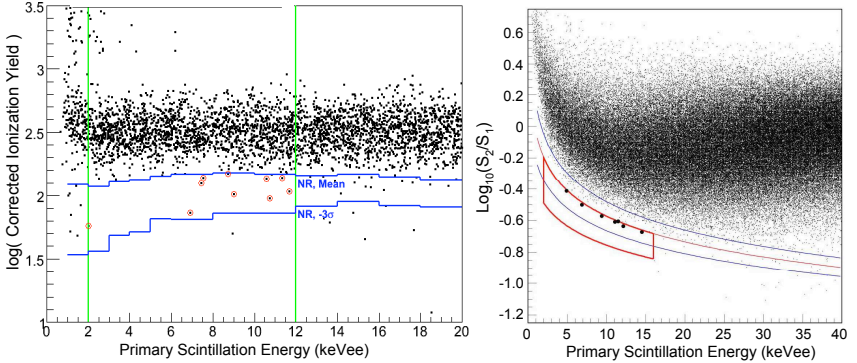 log( Corrected Ionization Yield )
3.5
3
2.5
2
1.5
1
NR, Mean
NR, -3σ
0 2 4 6 8 10 12 14 16 18 20
Primary Scintillation Energy (keVee)
Log10(S2/S1)
0.6
0.4
0.2
0
-0.2
-0.4
-0.6
-0.8
-1.0
-1.2
0 5 10 15 20 25 30 35 40
Primary Scintillation Energy (keVee)